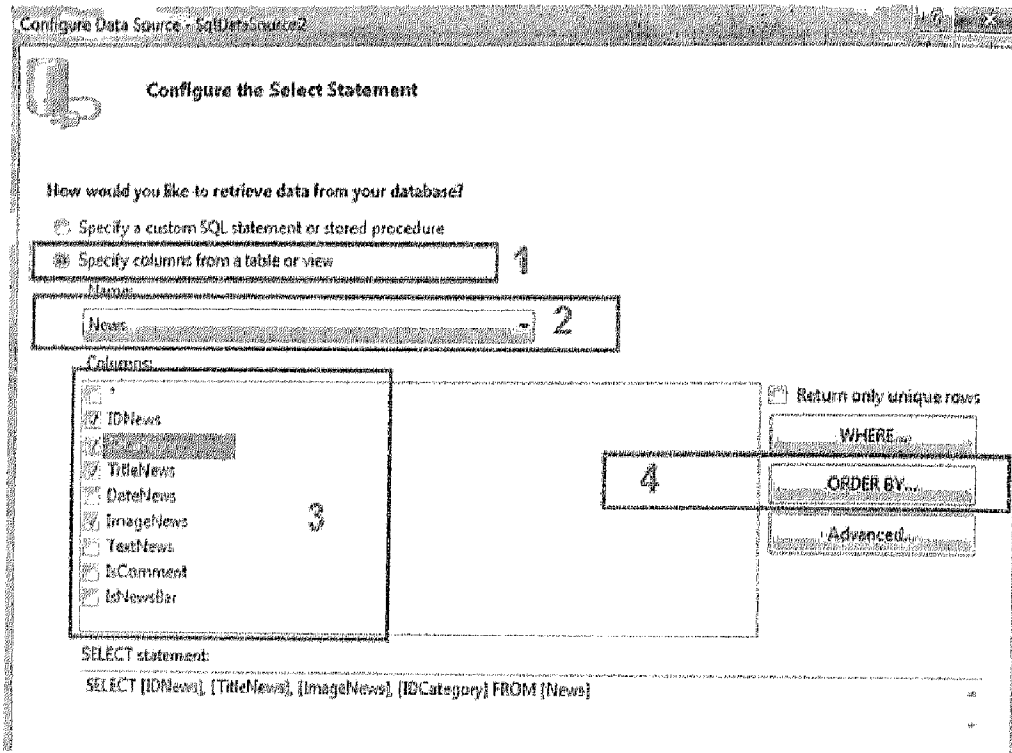 Configure Data Source - SqlDataSource2
Configure the Select Statement
How would you like to retrieve data from your database?
Specify a custom SQL statement or stored procedure
Specify columns from a table or view
1
Name:
News
2
Columns:
*
IDNews
TitleNews
DateNews
ImageNews
TextNews
IsComment
IsNewsBar
3
Return only unique rows
WHERE...
4
ORDER BY...
Advanced...
SELECT statement:
SELECT [IDNews], [TitleNews], [ImageNews], [IDCategory] FROM [News]